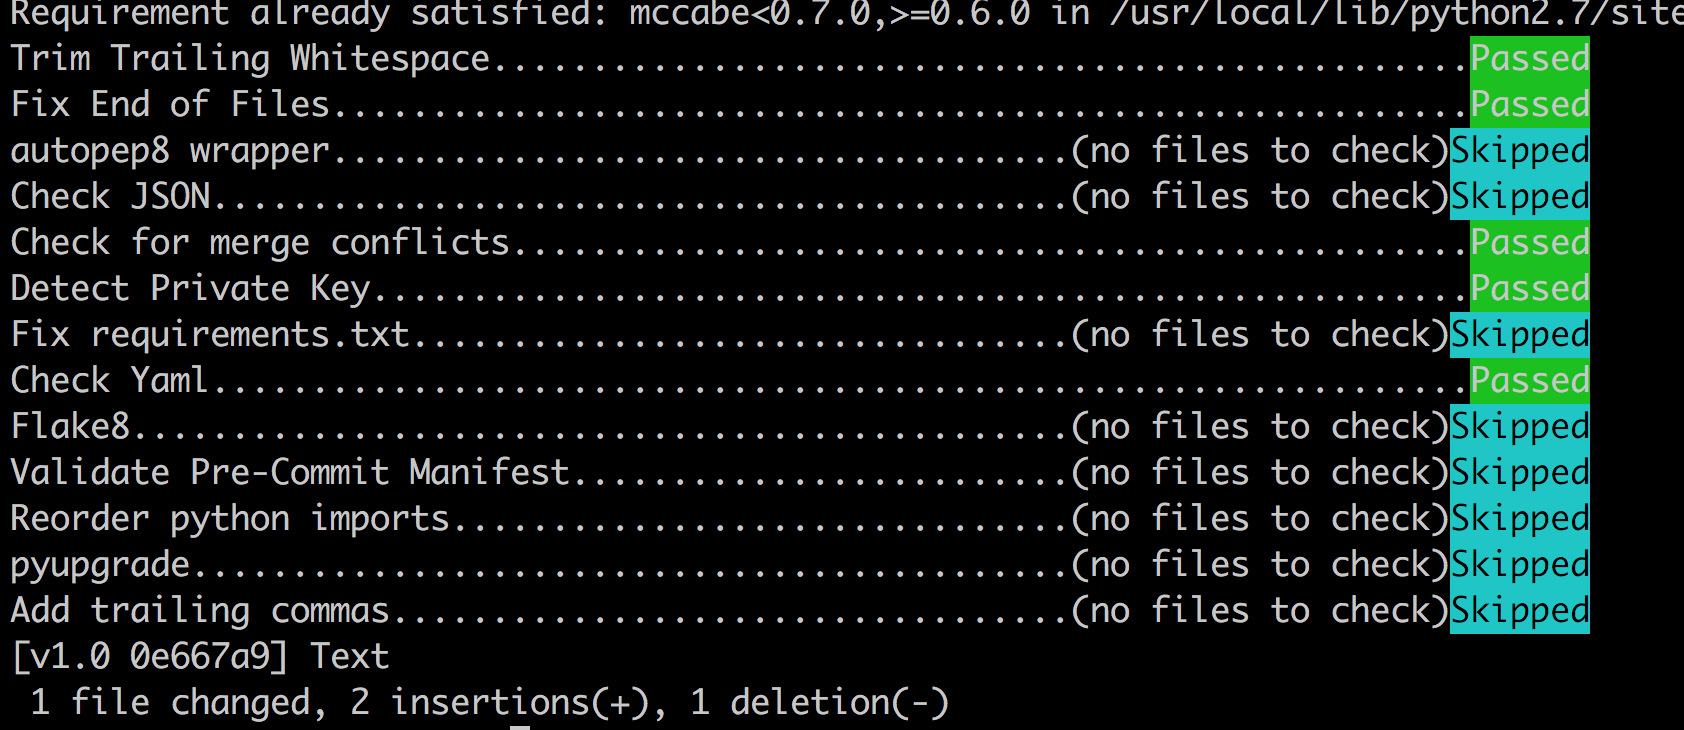 Requirement already satisfied: mccabe<0.7.0,>=0.6.0 in /usr/local/lib/python2.7/site
Trim Trailing Whitespace.................................................Passed
Fix End of Files.........................................................Passed
autopep8 wrapper.....................................(no files to check)Skipped
Check JSON...........................................(no files to check)Skipped
Check for merge conflicts................................................Passed
Detect Private Key.......................................................Passed
Fix requirements.txt.................................(no files to check)Skipped
Check Yaml...............................................................Passed
Flake8...............................................(no files to check)Skipped
Validate Pre-Commit Manifest.........................(no files to check)Skipped
Reorder python imports...............................(no files to check)Skipped
pyupgrade............................................(no files to check)Skipped
Add trailing commas..................................(no files to check)Skipped
[v1.0 0e667a9] Text
 1 file changed, 2 insertions(+), 1 deletion(-)